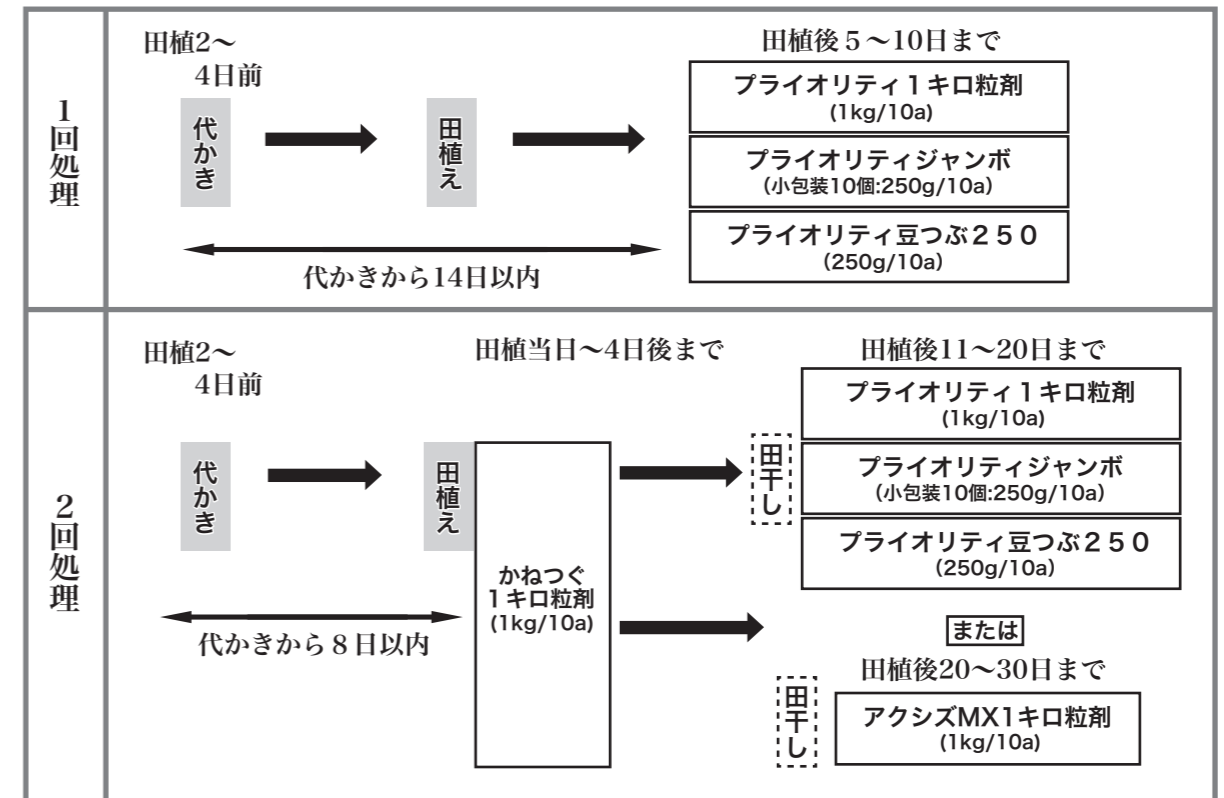 1回処理
田植2〜
4日前
代かき
田植え
代かきから14日以内
田植後5〜10日まで
プライオリティ1キロ粒剤
(1kg/10a)
プライオリティジャンボ
(小包装10個:250g/10a)
プライオリティ豆つぶ250
(250g/10a)
2回処理
田植2〜
4日前
代かき
田植え
代かきから8日以内
田植当日〜4日後まで
かねつぐ
1キロ粒剤
(1kg/10a)
田干し
田植後11〜20日まで
プライオリティ1キロ粒剤
(1kg/10a)
プライオリティジャンボ
(小包装10個:250g/10a)
プライオリティ豆つぶ250
(250g/10a)
または
田植後20〜30日まで
田干し
アクシズMX1キロ粒剤
(1kg/10a)